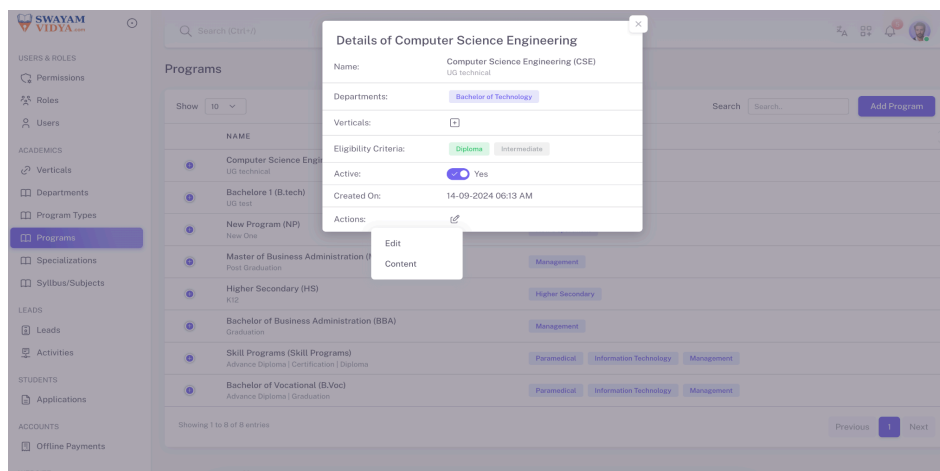 SWAYAM
VIDYA.com
Search (Ctrl+/)
USERS & ROLES
Permissions
Roles
Users
ACADEMICS
Verticals
Departments
Program Types
Programs
Specializations
Syllbus/Subjects
LEADS
Leads
Activities
STUDENTS
Applications
ACCOUNTS
Offline Payments
Programs
Show 10
Search Search.. Add Program
NAME
Computer Science Engin
UG technical
Bachelore 1 (B.tech)
UG test
New Program (NP)
New One
Master of Business Administration (
Post Graduation
Management
Higher Secondary (HS)
K12
Higher Secondary
Bachelor of Business Administration (BBA)
Graduation
Management
Skill Programs (Skill Programs)
Advance Diploma | Certification | Diploma
Paramedical Information Technology Management
Bachelor of Vocational (B.Voc)
Advance Diploma | Graduation
Paramedical Information Technology Management
Showing 1 to 8 of 8 entries
Previous 1 Next
Details of Computer Science Engineering
Name: Computer Science Engineering (CSE)
UG technical
Departments: Bachelor of Technology
Verticals:
Eligibility Criteria: Diploma Intermediate
Active: Yes
Created On: 14-09-2024 06:13 AM
Actions:
Edit
Content